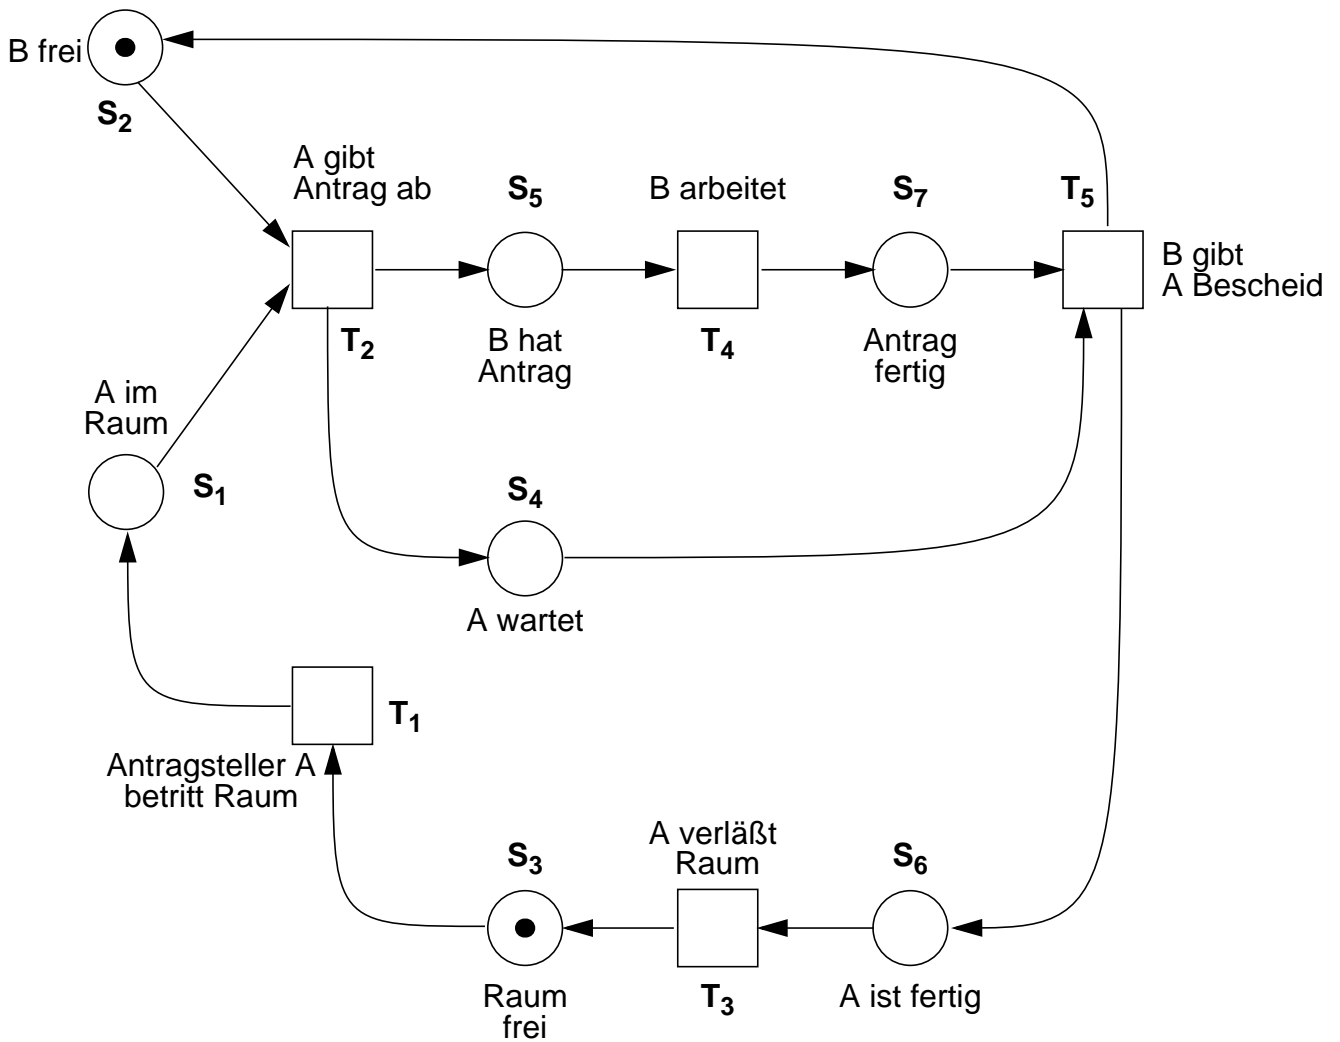 B frei
S2
A gibt
Antrag ab
S5
B arbeitet
S7
T5
B gibt
A Bescheid
T2
B hat
Antrag
T4
Antrag
fertig
A im
Raum
S1
S4
A wartet
T1
Antragsteller A
betritt Raum
A verläßt
Raum
S3
S6
Raum
frei
T3
A ist fertig